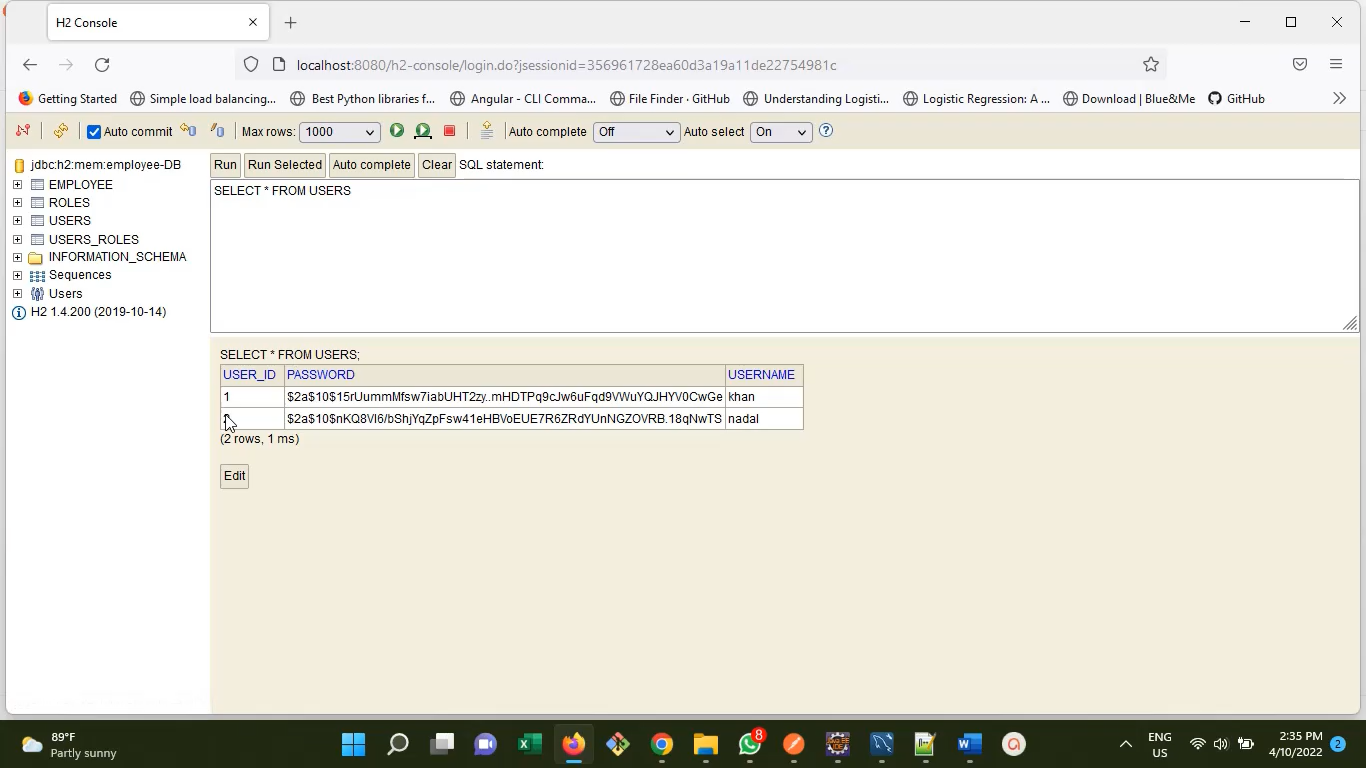 H2 Console
localhost:8080/h2-console/login.do?jsessionid=356961728ea60d3a19a11de22754981c
Getting Started Simple load balancing... Best Python libraries f... Angular - CLI Comma... File Finder · GitHub Understanding Logisti... Logistic Regression: A ... Download | Blue&Me GitHub
Auto commit Max rows: 1000 Auto complete Off Auto select On
jdbc:h2:mem:employee-DB
EMPLOYEE
ROLES
USERS
USERS_ROLES
INFORMATION_SCHEMA
Sequences
Users
H2 1.4.200 (2019-10-14)
Run Run Selected Auto complete Clear SQL statement:
SELECT * FROM USERS
SELECT * FROM USERS;
USER_ID PASSWORD USERNAME
1 $2a$10$15rUummMfsw7iabUHT2zy..mHDTPq9cJw6uFqd9VWuYQJHYV0CwGe khan
$2a$10$nKQ8Vl6/bShjYqZpFsw41eHBVoEUE7R6ZRdYUnNGZOVRB.18qNwTS nadal
(2 rows, 1 ms)
Edit
89°F
Partly sunny
8
ENG
US
2:35 PM
4/10/2022
2